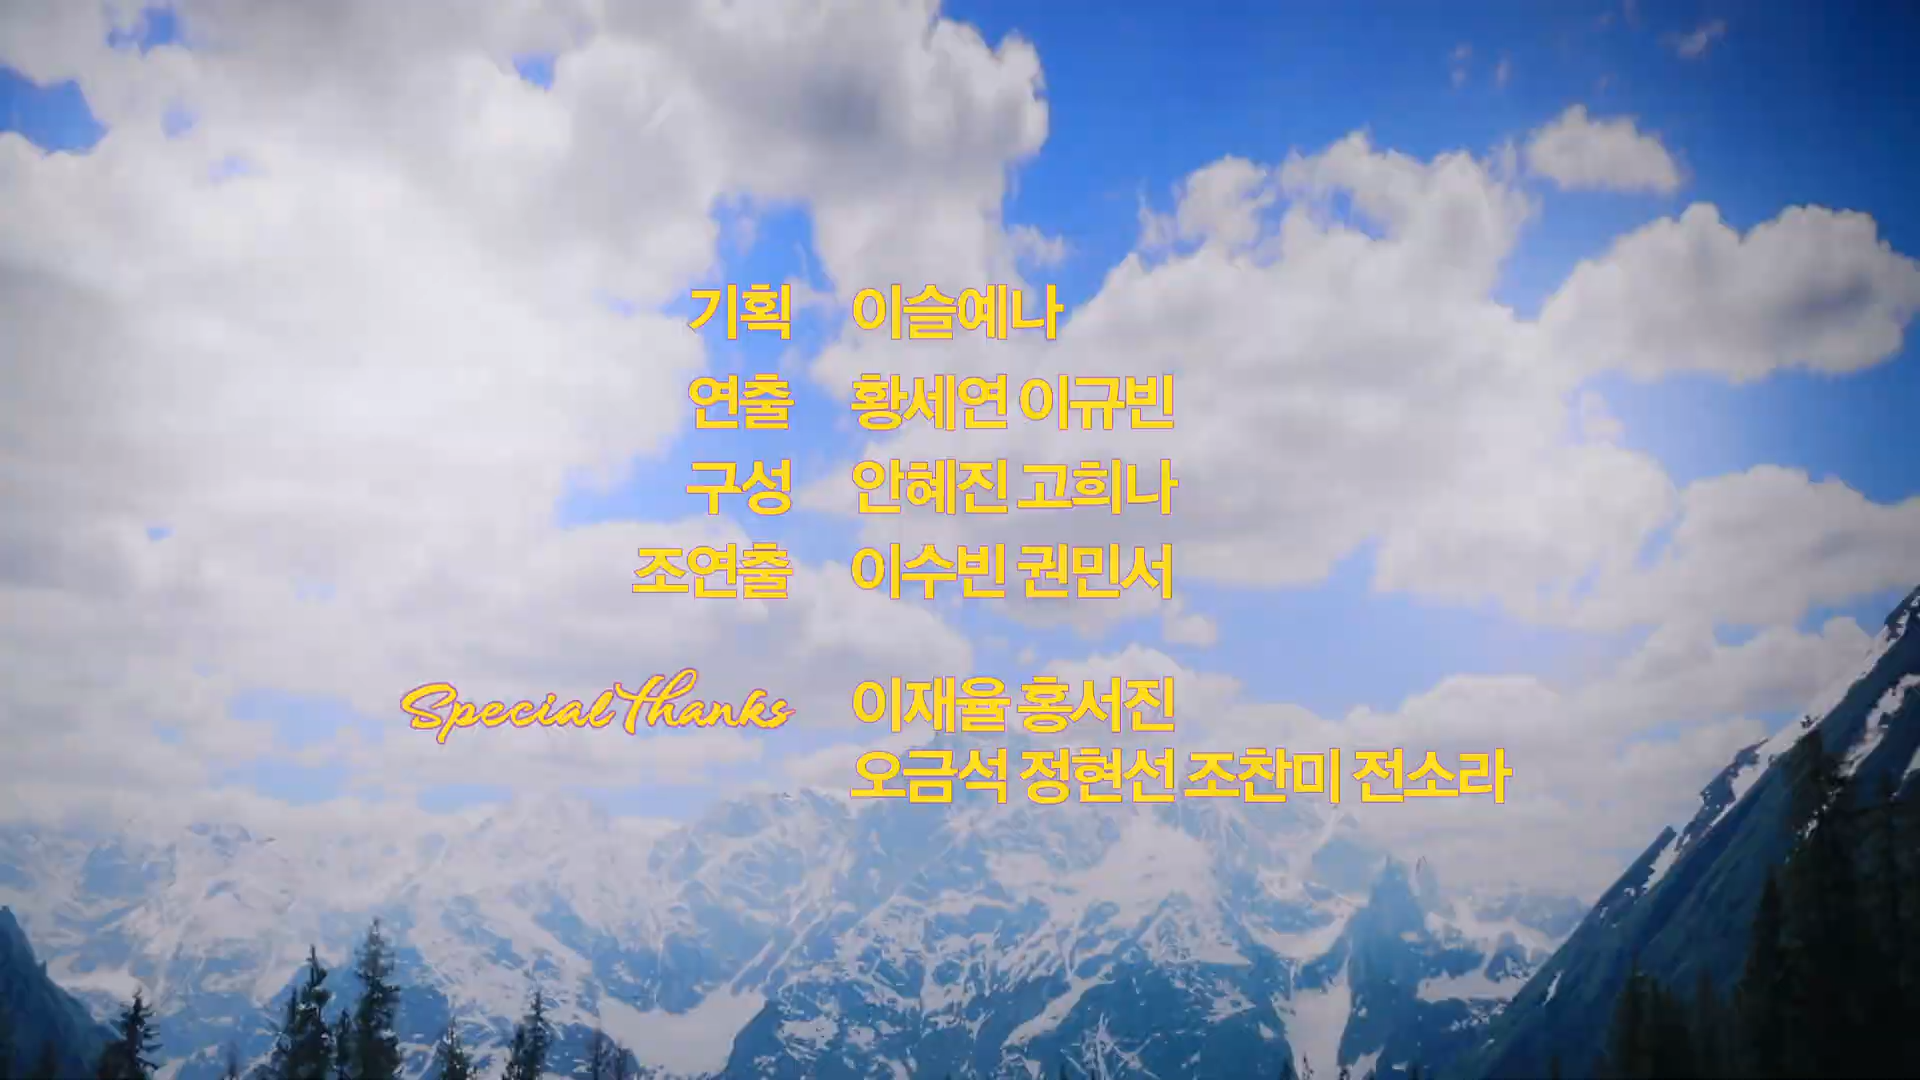 기획 이슬예나
연출 황세연 이규빈
구성 안혜진 고희나
조연출 이수빈 권민서
Special Thanks 이재율 홍서진
오금석 정현선 조찬미 전소라